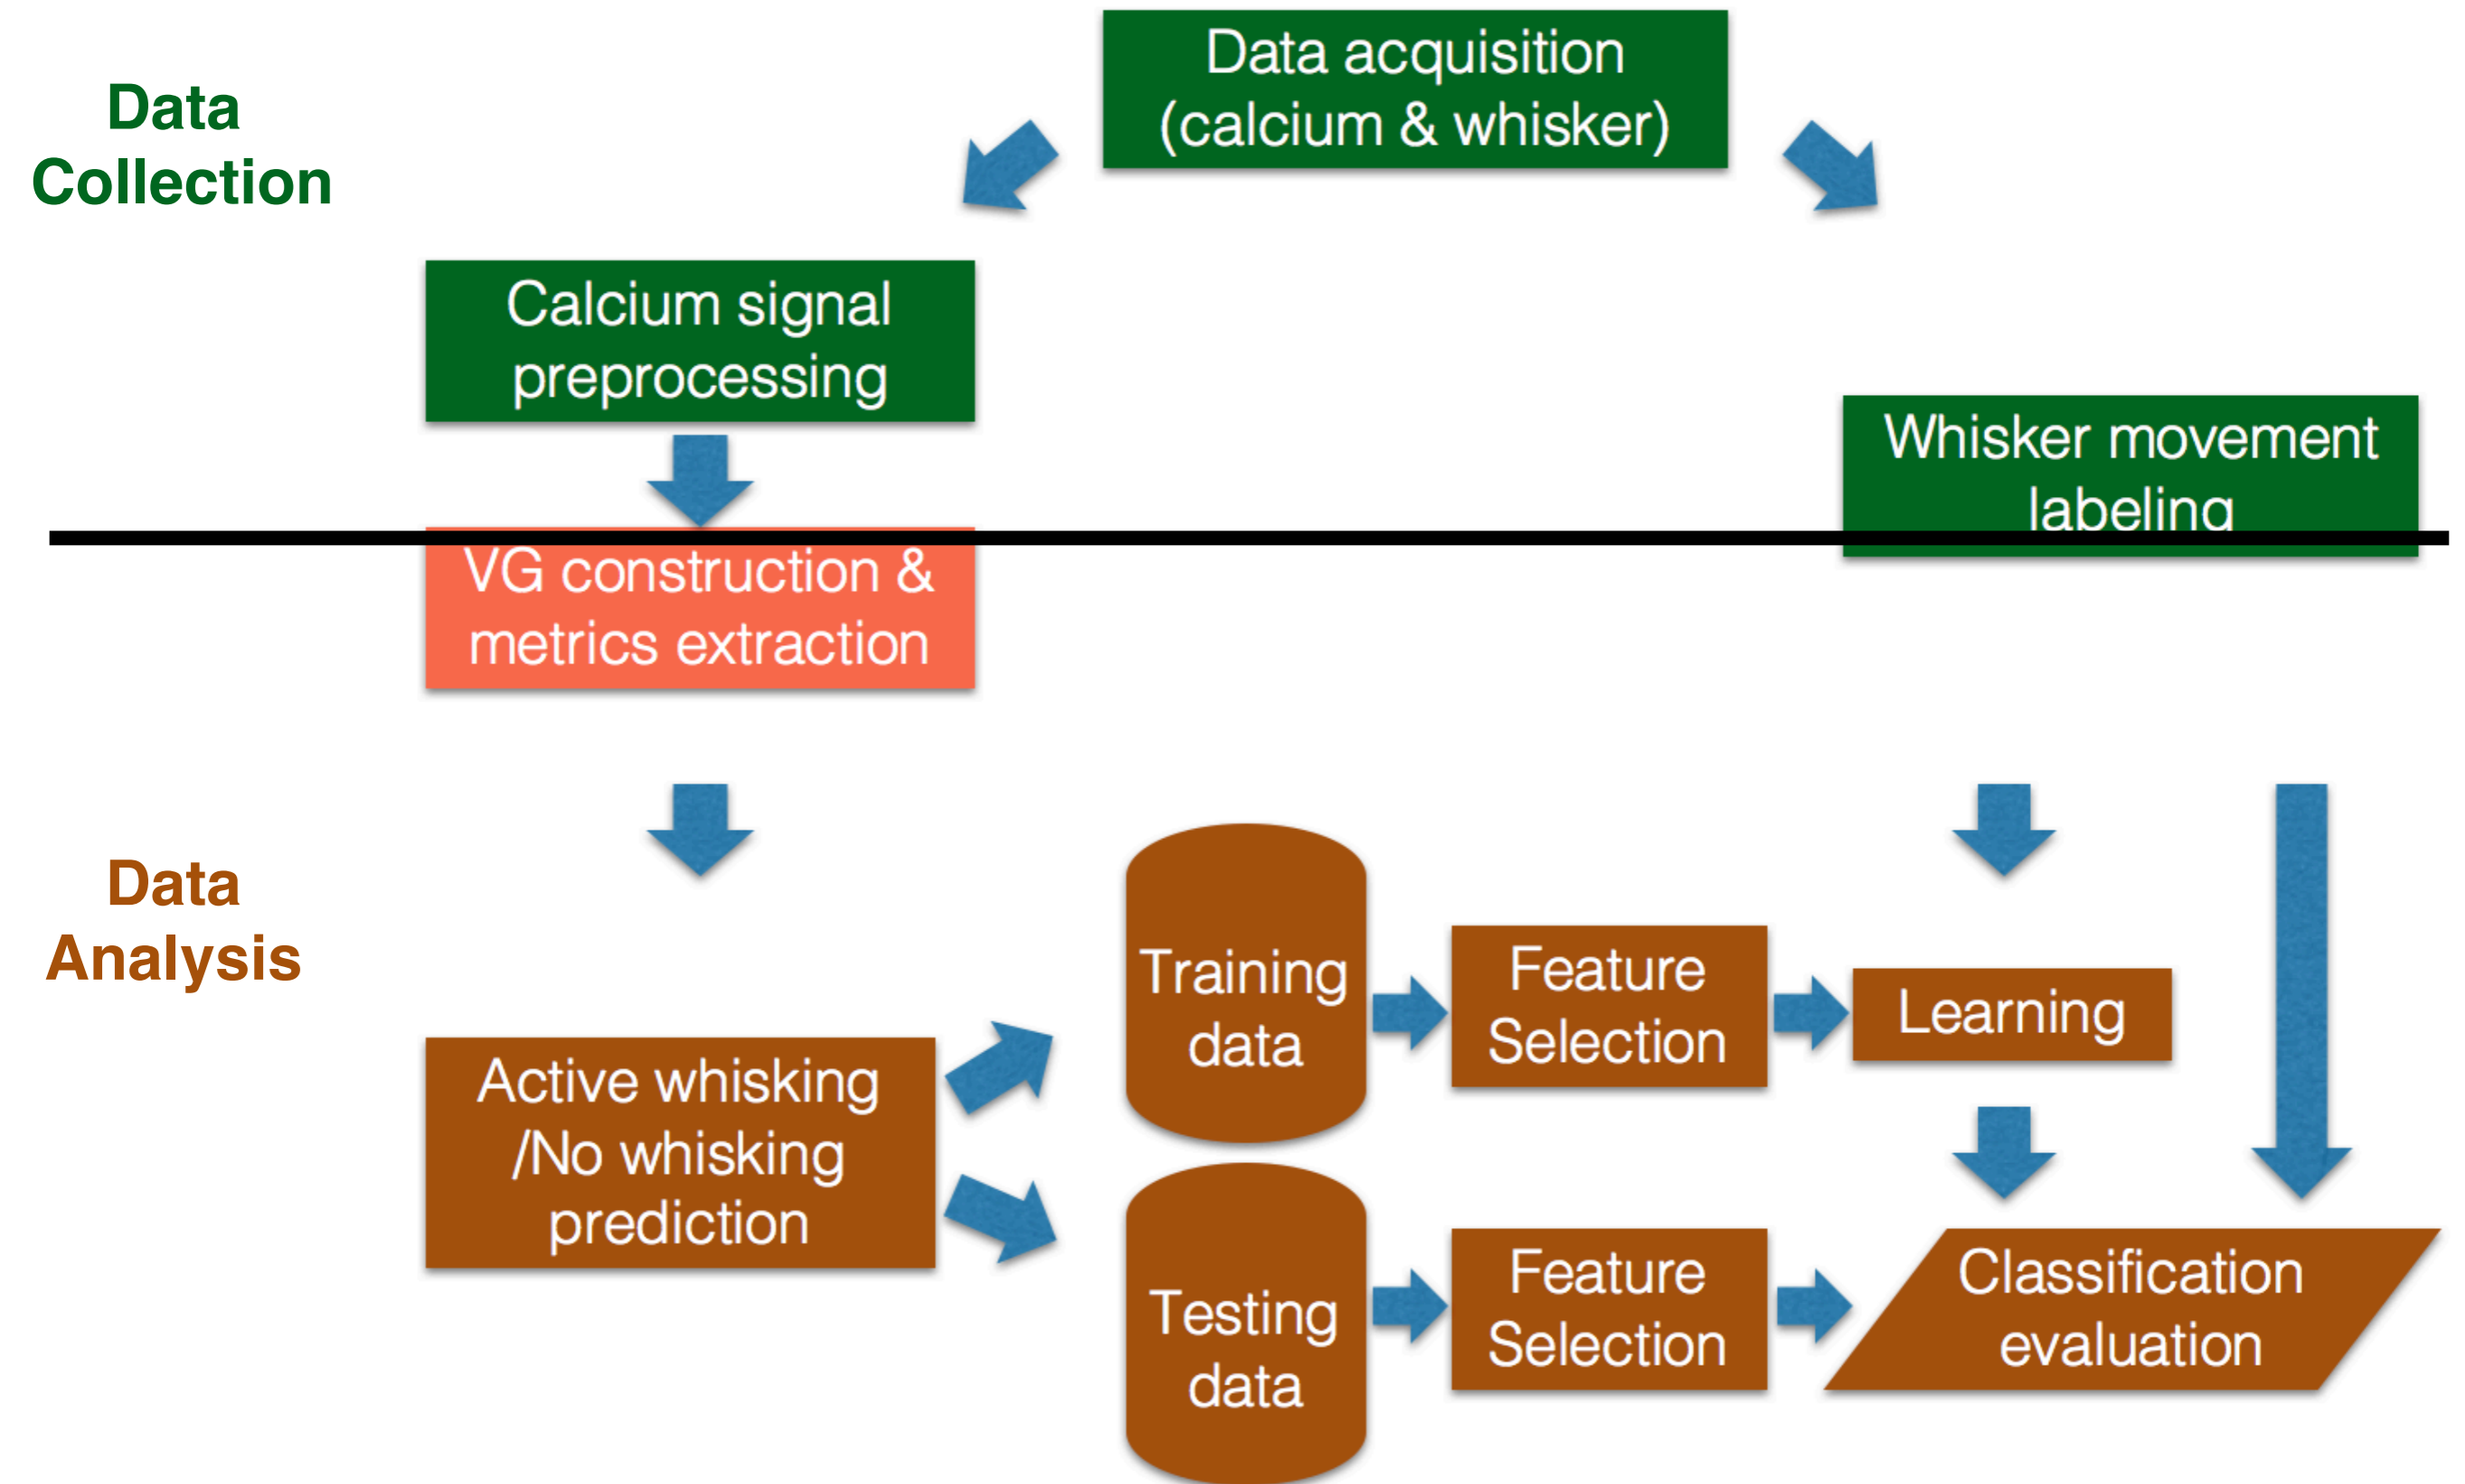 Data
Collection
Data acquisition
(calcium & whisker)
Calcium signal
preprocessing
Whisker movement
labeling
VG construction &
metrics extraction
Data
Analysis
Active whisking
/No whisking
prediction
Training
data
Feature
Selection
Learning
Testing
data
Feature
Selection
Classification
evaluation